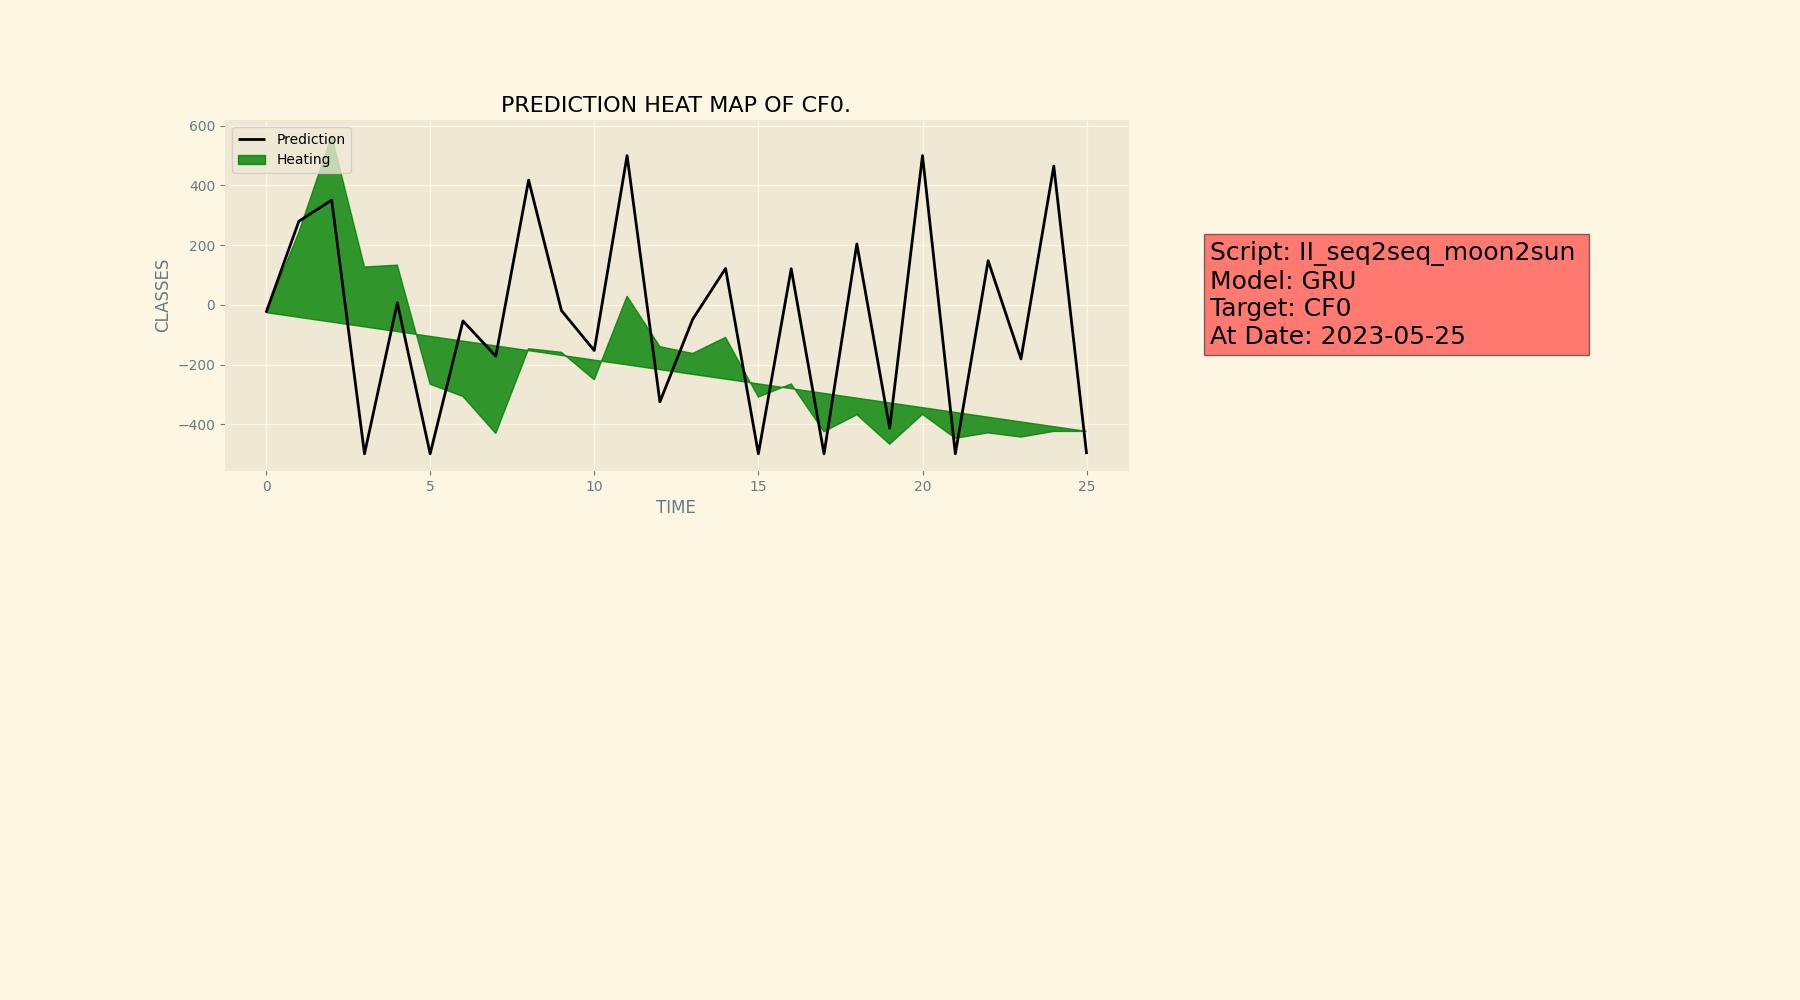 PREDICTION HEAT MAP OF CF0.
600
400
200
0
−200
−400
CLASSES
Prediction
Heating
0 5 10 15 20 25
TIME
Script: II_seq2seq_moon2sun
Model: GRU
Target: CF0
At Date: 2023-05-25